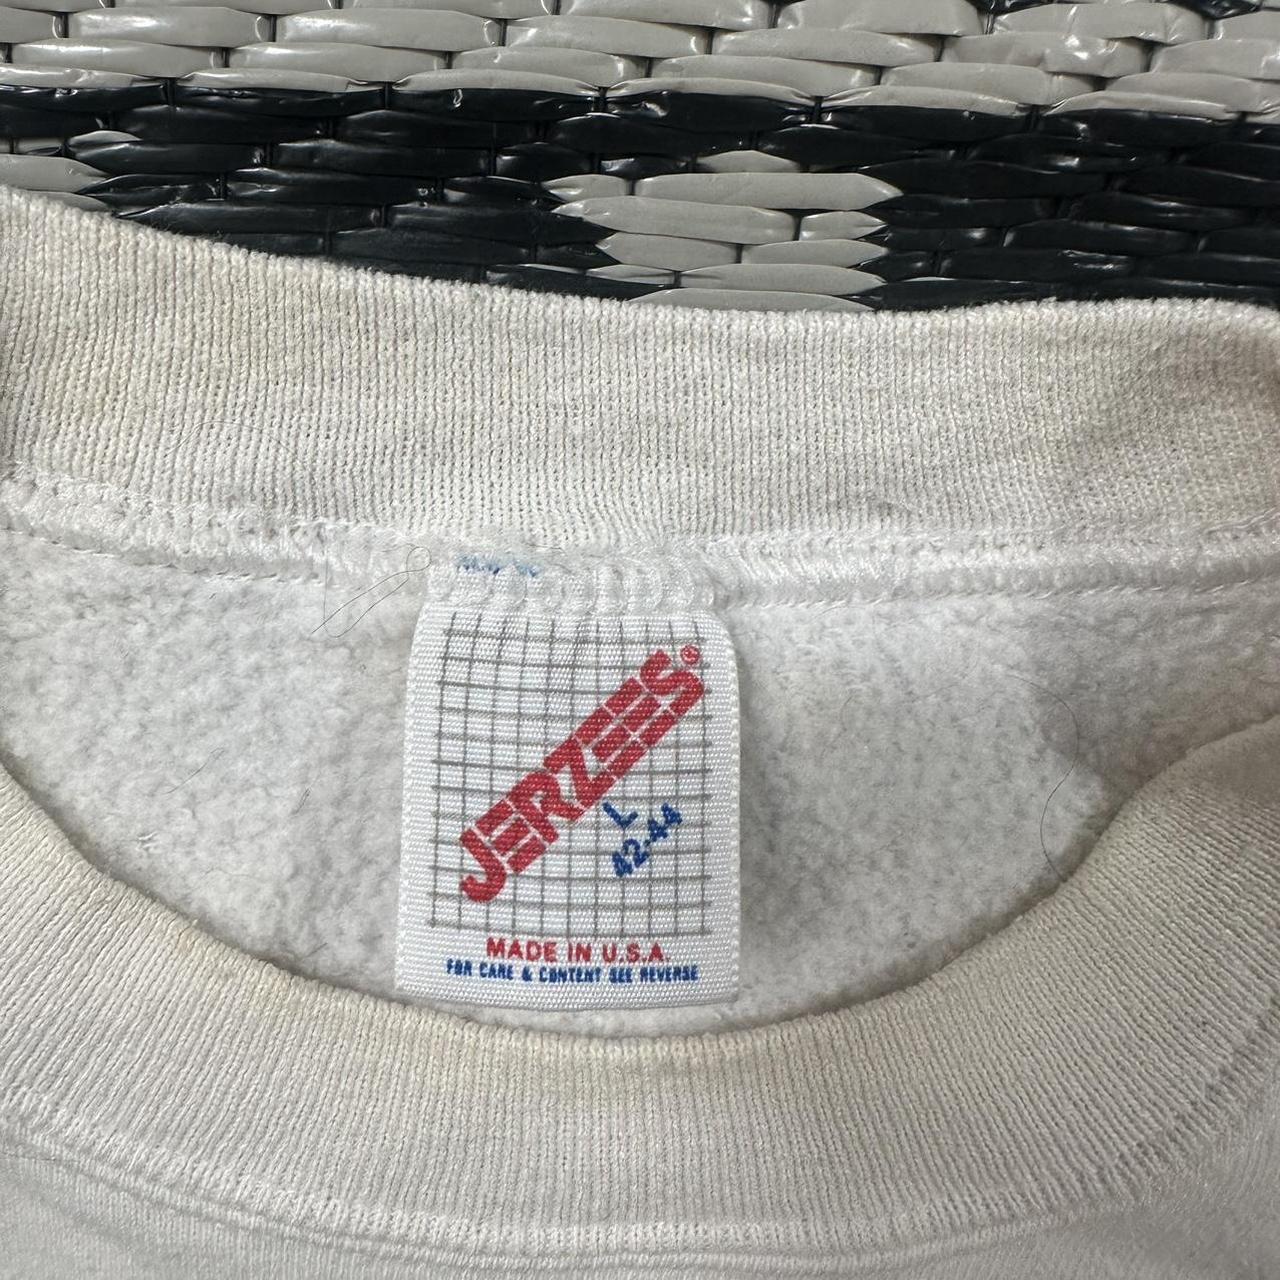 JERZEES®
L
42-44
MADE IN U.S.A
FOR CARE & CONTENT SEE REVERSE